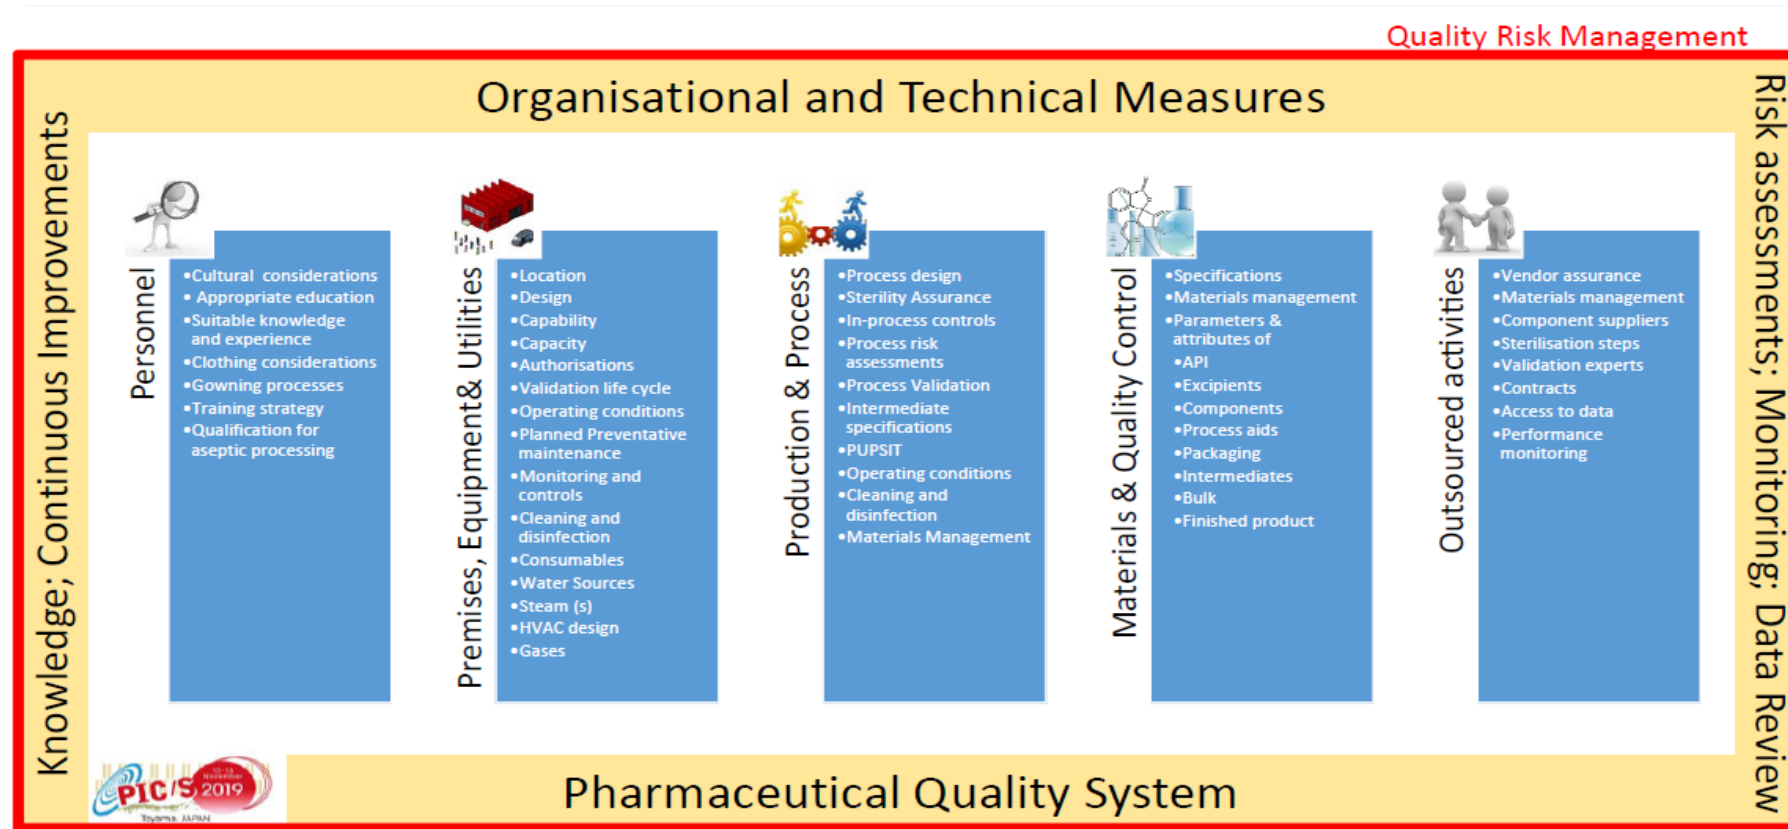 Quality Risk Management
Organisational and Technical Measures
Knowledge; Continuous Improvements
Personnel
•Cultural considerations
• Appropriate education
•Suitable knowledge
and experience
•Clothing considerations
•Gowning processes
•Training strategy
•Qualification for
aseptic processing
Premises, Equipment& Utilities
•Location
•Design
•Capability
•Capacity
•Authorisations
•Validation life cycle
•Operating conditions
•Planned Preventative
maintenance
•Monitoring and
controls
•Cleaning and
disinfection
•Consumables
•Water Sources
•Steam (s)
•HVAC design
•Gases
Production & Process
•Process design
•Sterility Assurance
•In-process controls
•Process risk
assessments
•Process Validation
•Intermediate
specifications
•PUPSIT
•Operating conditions
•Cleaning and
disinfection
•Materials Management
Materials & Quality Control
•Specifications
•Materials management
•Parameters &
attributes of
•API
•Excipients
•Components
•Process aids
•Packaging
•Intermediates
•Bulk
•Finished product
Outsourced activities
•Vendor assurance
•Materials management
•Component suppliers
•Sterilisation steps
•Validation experts
•Contracts
•Access to data
•Performance
monitoring
Risk assessments; Monitoring; Data Review
PIC/S
November
2019
Toyama, JAPAN
Pharmaceutical Quality System